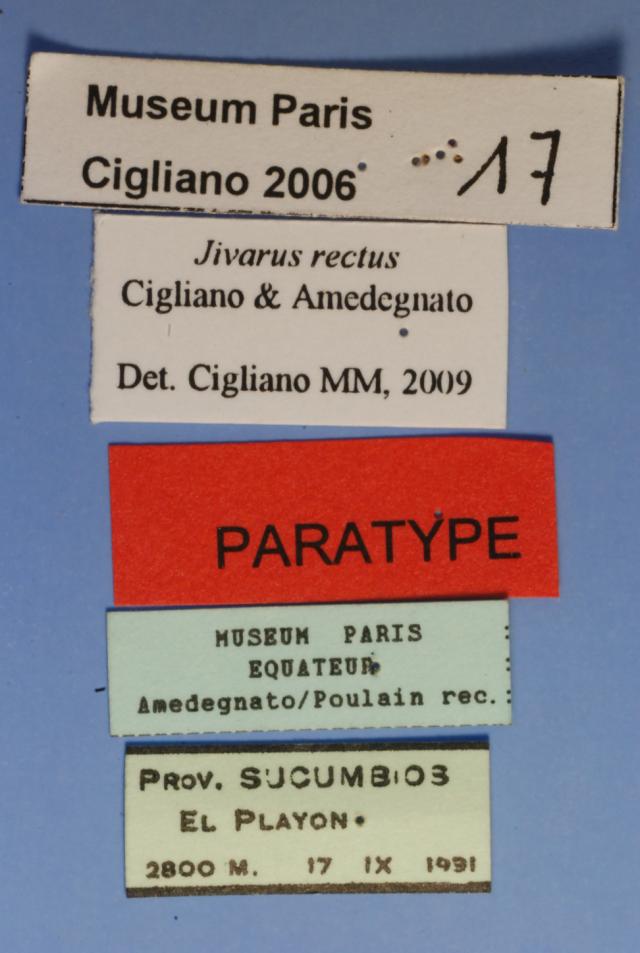 Museum Paris
Cigliano 2006 17
Jivarus rectus
Cigliano & Amedegnato
Det. Cigliano MM, 2009
PARATYPE
MUSEUM PARIS :
EQUATEUR :
Amedegnato/Poulain rec. :
PROV. SUCUMBIOS
EL PLAYON
2800 M. 17 IX 1991